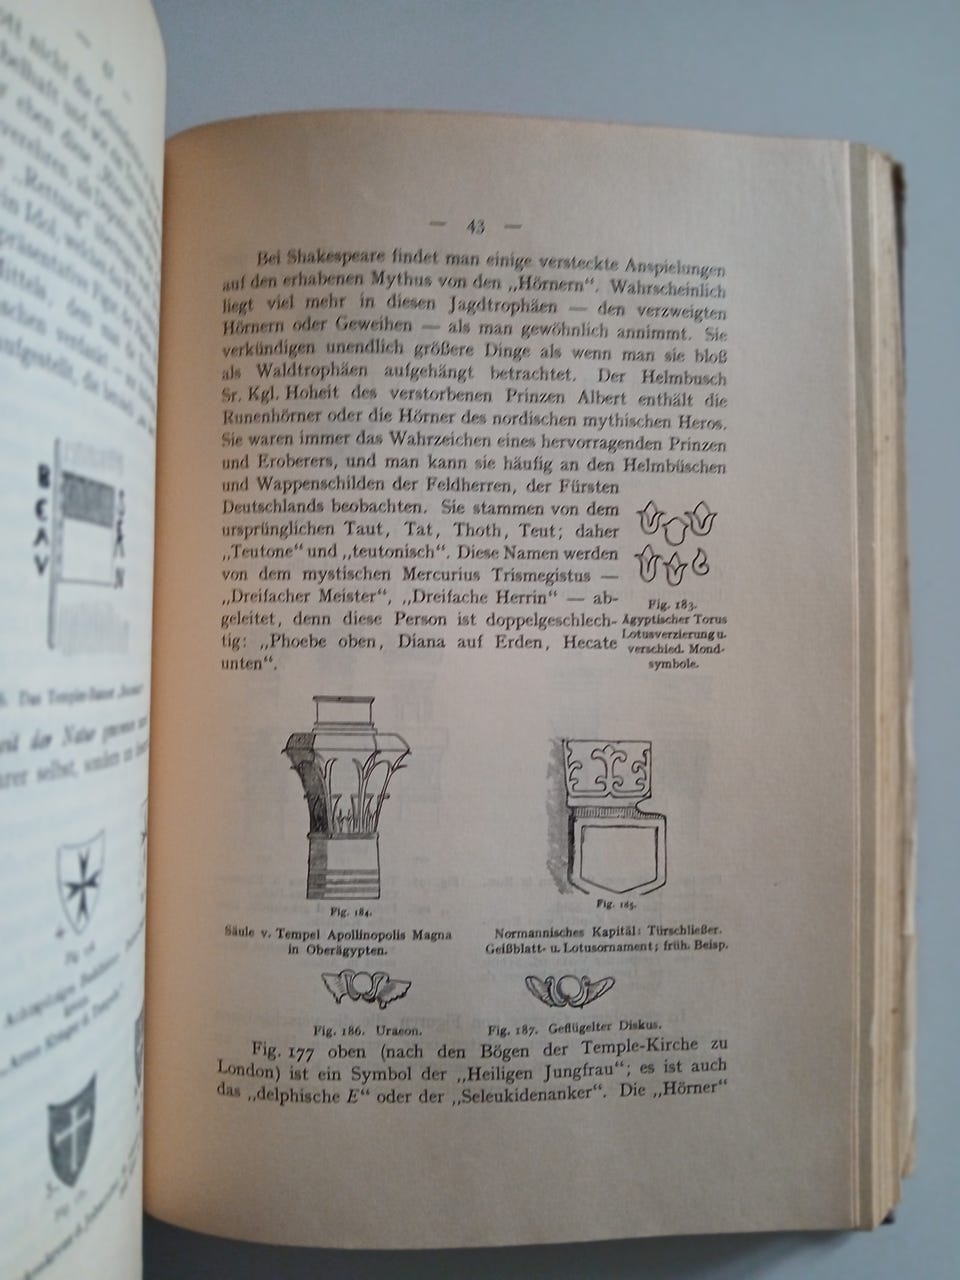 — 43 —
Bei Shakespeare findet man einige versteckte Anspielungen
auf den erhabenen Mythus von den „Hörnern“. Wahrscheinlich
liegt viel mehr in diesen Jagdtrophäen — den verzweigten
Hörnern oder Geweihen — als man gewöhnlich annimmt. Sie
verkündigen unendlich größere Dinge als wenn man sie bloß
als Waldtrophäen aufgehängt betrachtet. Der Helmbusch
Sr. Kgl. Hoheit des verstorbenen Prinzen Albert enthält die
Runenhörner oder die Hörner des nordischen mythischen Heros.
Sie waren immer das Wahrzeichen eines hervorragenden Prinzen
und Eroberers, und man kann sie häufig an den Helmbüschen
und Wappenschilden der Feldherren, der Fürsten
Deutschlands beobachten. Sie stammen von dem
ursprünglichen Taut, Tat, Thoth, Teut; daher
„Teutone“ und „teutonisch“. Diese Namen werden
von dem mystischen Mercurius Trismegistus —
„Dreifacher Meister“, „Dreifache Herrin“ — ab-
geleitet, denn diese Person ist doppelgeschlech-
tig: „Phoebe oben, Diana auf Erden, Hecate
unten“.
Fig. 183.
Ägyptischer Torus
Lotusverzierung u.
verschied. Mond-
symbole.
Fig. 184.
Säule v. Tempel Apollinopolis Magna
in Oberägypten.
Fig. 185.
Normannisches Kapitäl: Türschließer.
Geißblatt- u. Lotusornament; früh. Beisp.
Fig. 186. Uraeon.
Fig. 187. Geflügelter Diskus.
Fig. 177 oben (nach den Bögen der Temple-Kirche zu
London) ist ein Symbol der „Heiligen Jungfrau“; es ist auch
das „delphische E“ oder der „Seleukidenanker“. Die „Hörner“